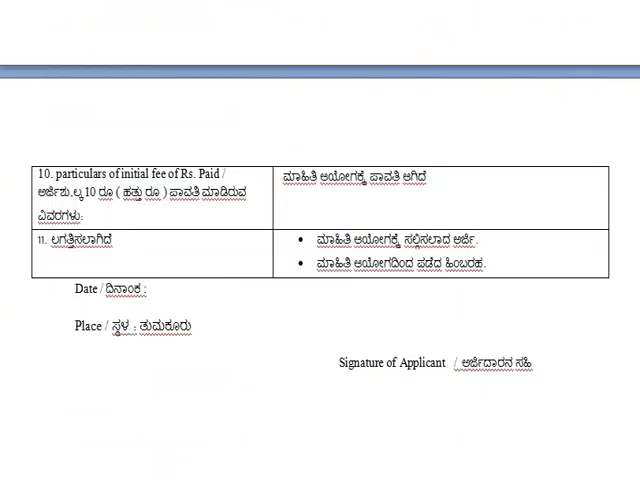 10. particulars of initial fee of Rs. Paid /
ಅರ್ಜಿಶು,ಲ್ಕ 10 ರೂ ( ಹತ್ತು ರೂ ) ಪಾವತಿ ಮಾಡಿರುವ
ವಿವರಗಳು:
ಮಾಹಿತಿ ಆಯೋಗಕ್ಕೆ ಪಾವತಿ ಆಗಿದೆ
11. ಲಗತ್ತಿಸಲಾಗಿದೆ
• ಮಾಹಿತಿ ಆಯೋಗಕ್ಕೆ ಸಲ್ಲಿಸಲಾದ ಅರ್ಜಿ.
• ಮಾಹಿತಿ ಆಯೋಗದಿಂದ ಪಡೆದ ಹಿಂಬರಹ.
Date / ದಿನಾಂಕ :
Place / ಸ್ಥಳ : ತುಮಕೂರು
Signature of Applicant / ಅರ್ಜಿದಾರನ ಸಹಿ